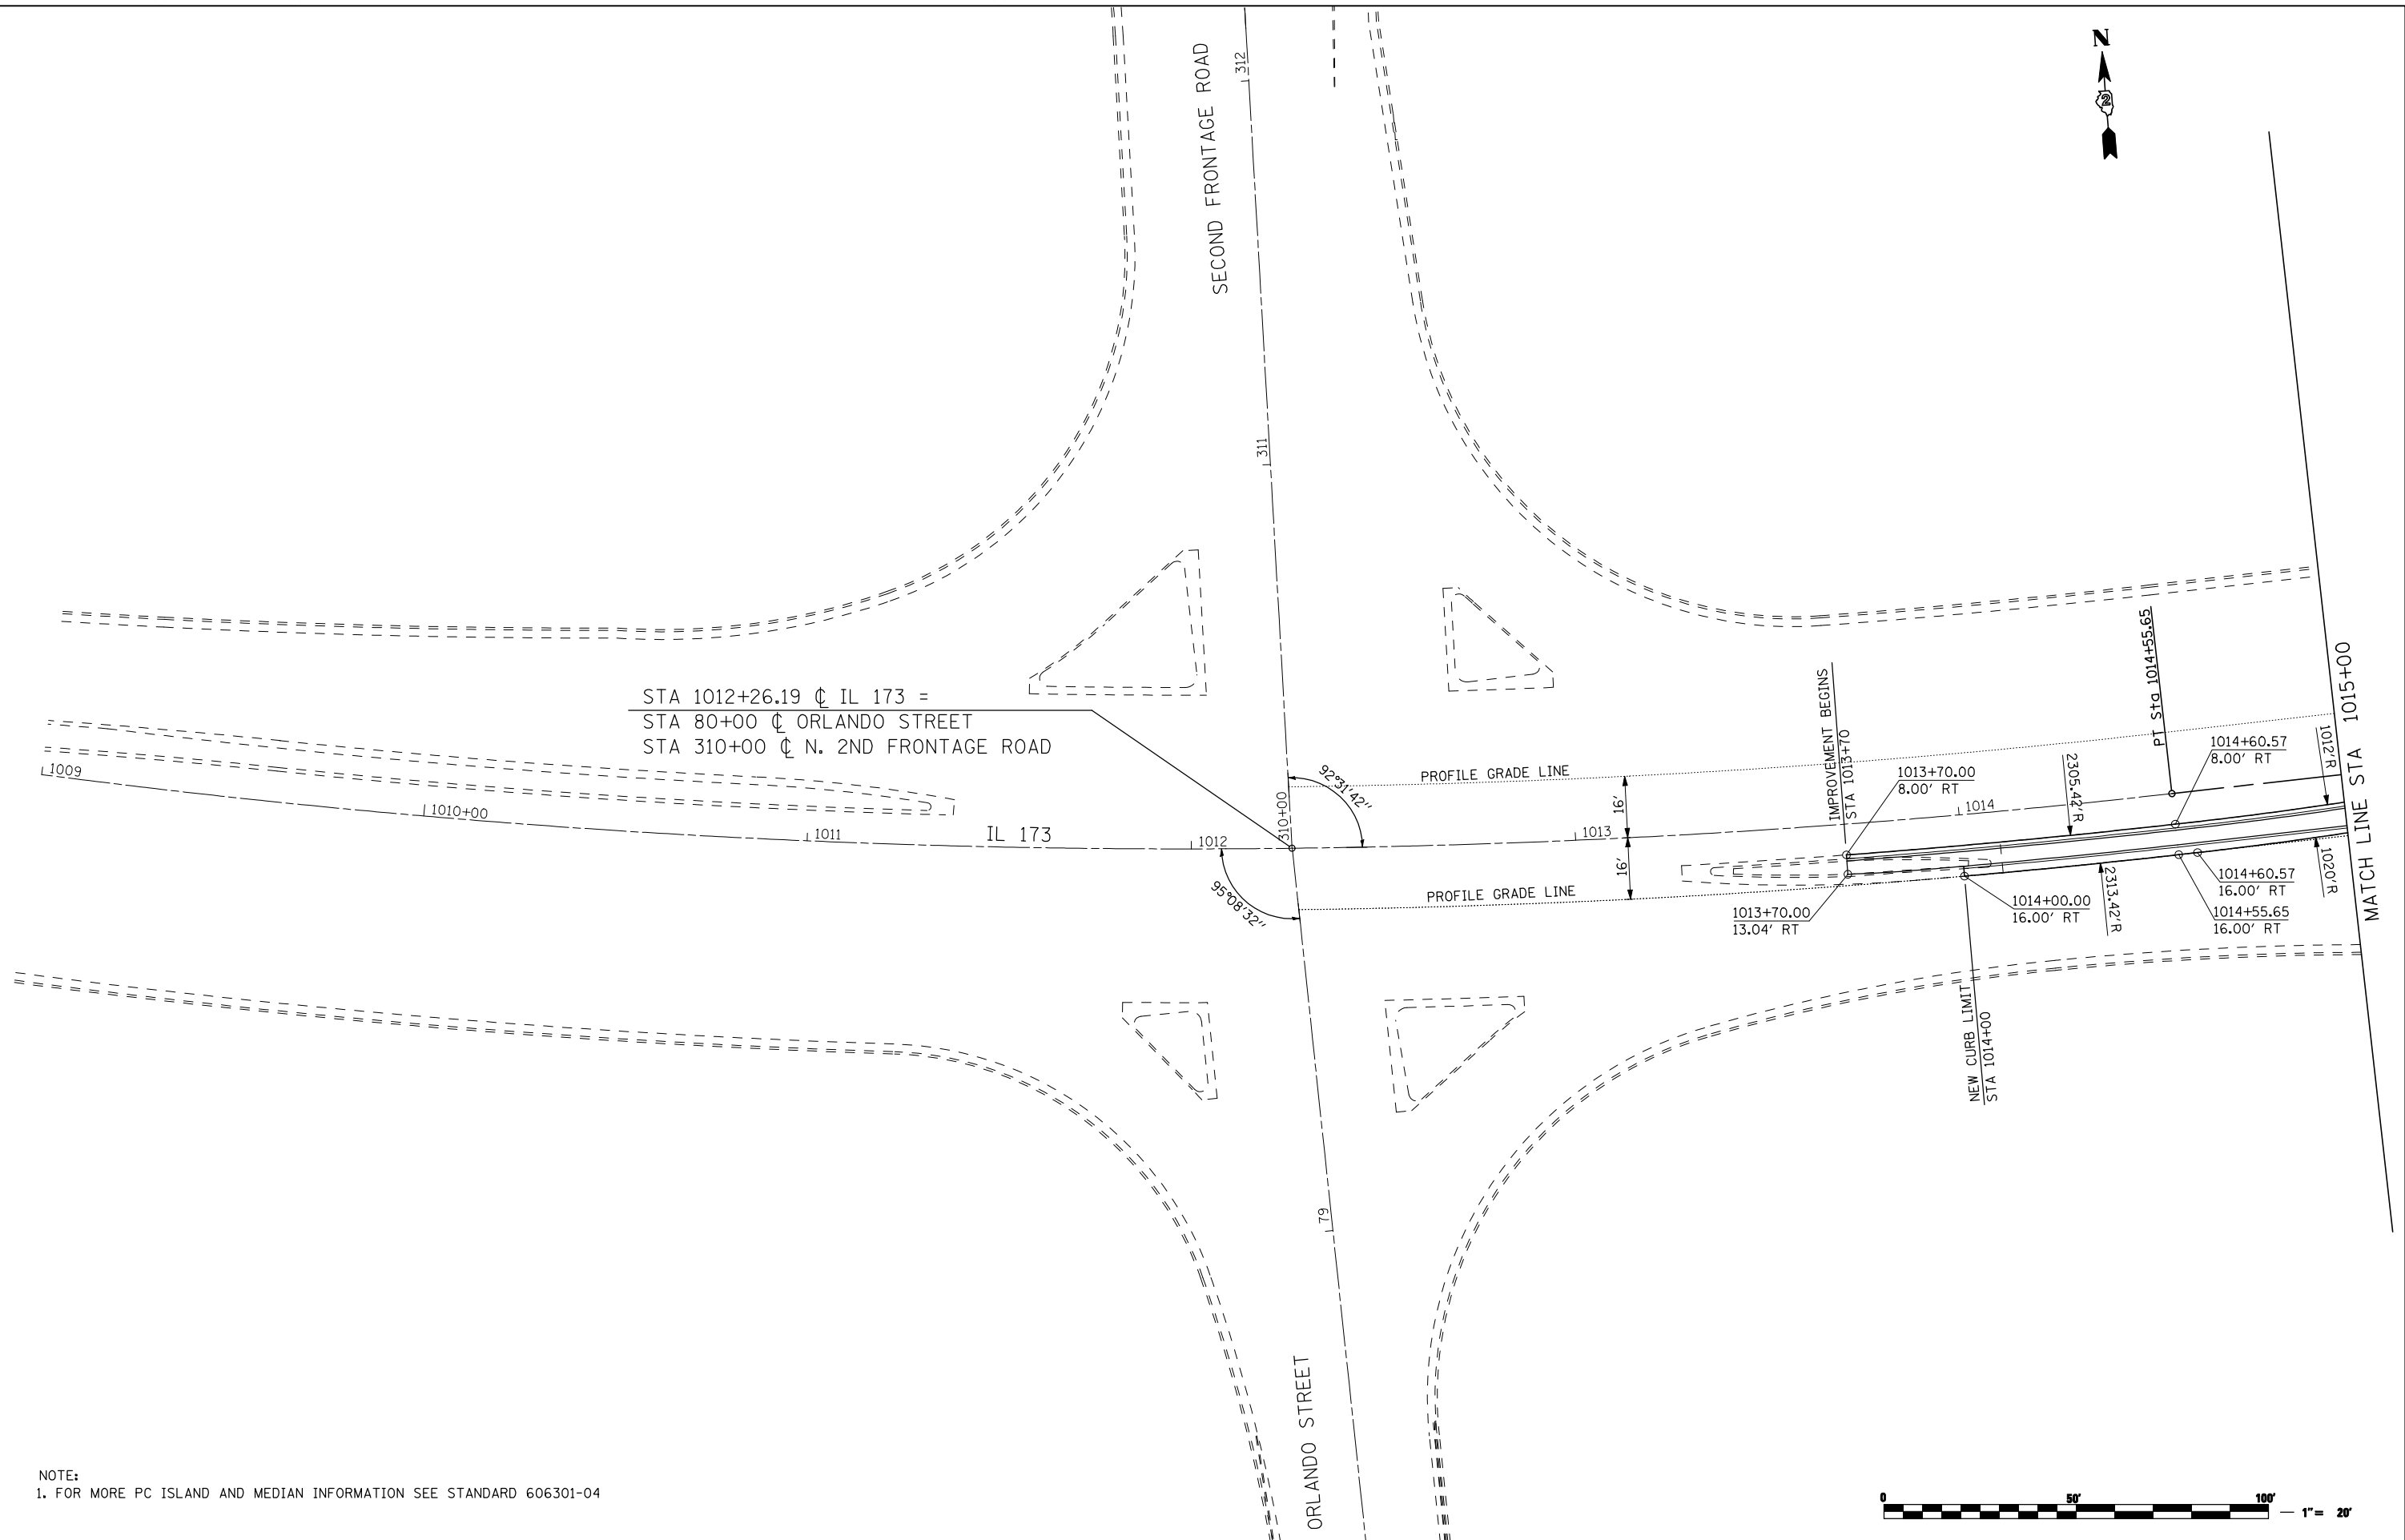 312
SECOND FRONTAGE ROAD
N
2
311
STA 1012+26.19 ℄ IL 173 =
STA 80+00 ℄ ORLANDO STREET
STA 310+00 ℄ N. 2ND FRONTAGE ROAD
PT Sta 1014+55.65
MATCH LINE STA 1015+00
IMPROVEMENT BEGINS
STA 1013+70
1013+70.00
8.00' RT
2305.42'R
1014+60.57
8.00' RT
1012'R
1009
1010+00
1011
IL 173
1012
310+00
92°31'42''
PROFILE GRADE LINE
16'
1013
1014
95°08'32''
PROFILE GRADE LINE
16'
1013+70.00
13.04' RT
1014+00.00
16.00' RT
2313.42'R
1014+60.57
16.00' RT
1014+55.65
16.00' RT
1020'R
NEW CURB LIMIT
STA 1014+00
79
ORLANDO STREET
NOTE:
1. FOR MORE PC ISLAND AND MEDIAN INFORMATION SEE STANDARD 606301-04
0 50' 100'
1"= 20'